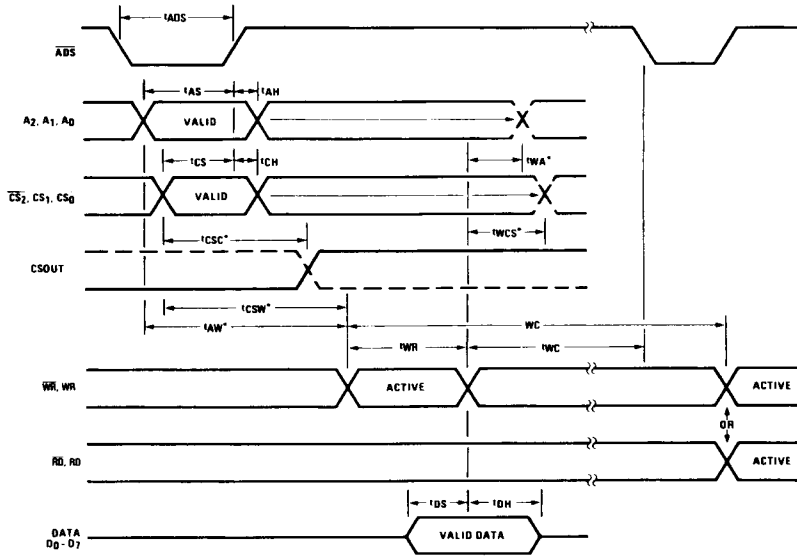 tADS
ADS
tAS tAH
A2, A1, A0 VALID
tCS tCH tWA*
CS2, CS1, CS0 VALID
tCSC* tWCS*
CSOUT
tCSW*
tAW* WC
tWR tWC
WR, WR ACTIVE ACTIVE
OR
RD, RD ACTIVE
tDS tDH
DATA
D0 - D7 VALID DATA